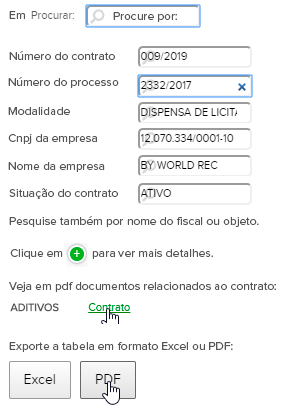 Em Procurar: Procure por:
Número do contrato 009/2019
Número do processo 2332/2017
Modalidade DISPENSA DE LICITA
Cnpj da empresa 12.070.334/0001-10
Nome da empresa BY WORLD REC
Situação do contrato ATIVO
Pesquise também por nome do fiscal ou objeto.
Clique em + para ver mais detalhes.
Veja em pdf documentos relacionados ao contrato:
ADITIVOS Contrato
Exporte a tabela em formato Excel ou PDF:
Excel PDF